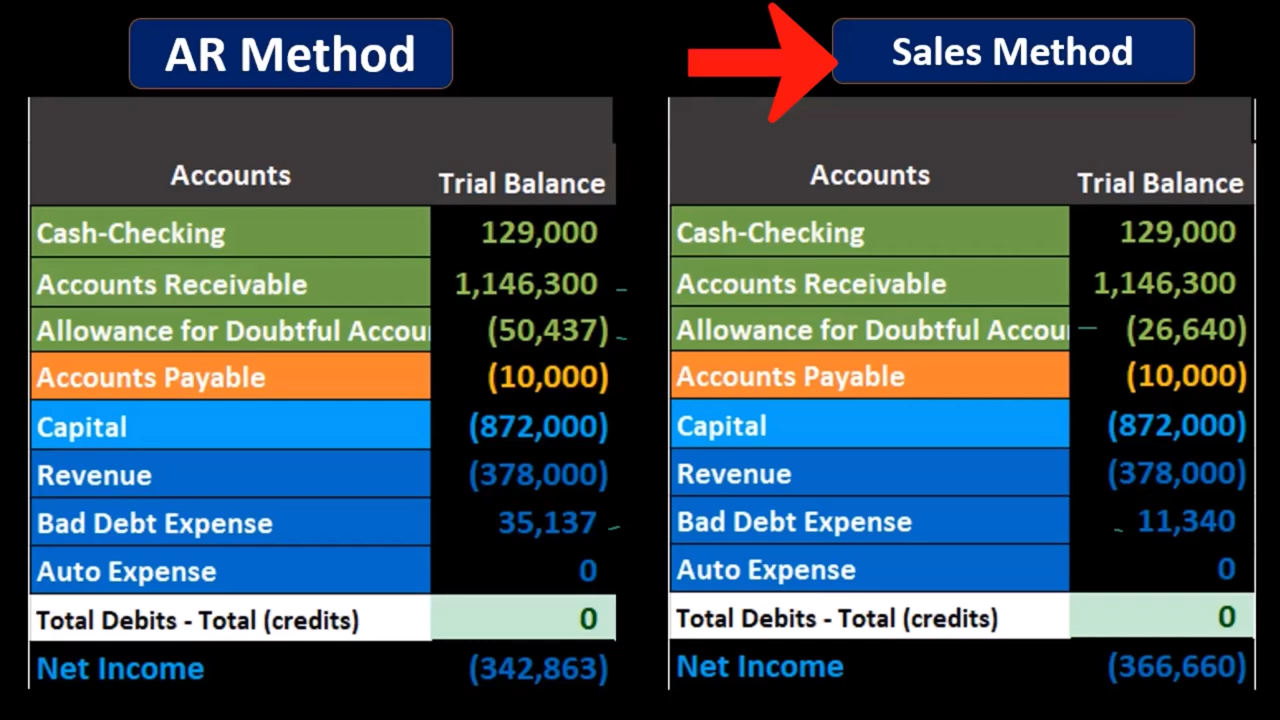 AR Method
Sales Method
Accounts Trial Balance
Cash-Checking 129,000
Accounts Receivable 1,146,300
Allowance for Doubtful Accou (50,437)
Accounts Payable (10,000)
Capital (872,000)
Revenue (378,000)
Bad Debt Expense 35,137
Auto Expense 0
Total Debits - Total (credits) 0
Net Income (342,863)
Accounts Trial Balance
Cash-Checking 129,000
Accounts Receivable 1,146,300
Allowance for Doubtful Accou (26,640)
Accounts Payable (10,000)
Capital (872,000)
Revenue (378,000)
Bad Debt Expense 11,340
Auto Expense 0
Total Debits - Total (credits) 0
Net Income (366,660)